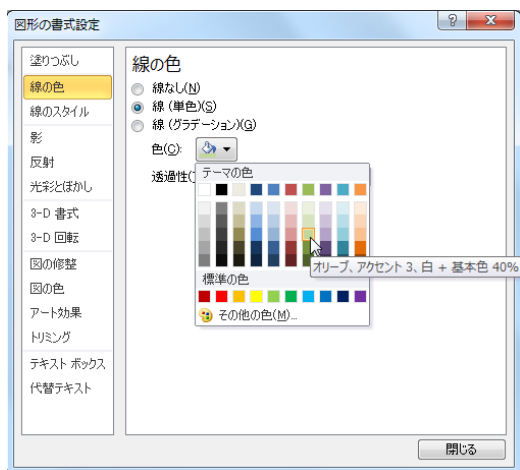 図形の書式設定
塗りつぶし
線の色
線のスタイル
影
反射
光彩とぼかし
3-D 書式
3-D 回転
図の修整
図の色
アート効果
トリミング
テキスト ボックス
代替テキスト
線の色
線なし(N)
線 (単色)(S)
線 (グラデーション)(G)
色(C):
透過性(
テーマの色
オリーブ、アクセント 3、白 + 基本色 40%
標準の色
その他の色(M)...
閉じる